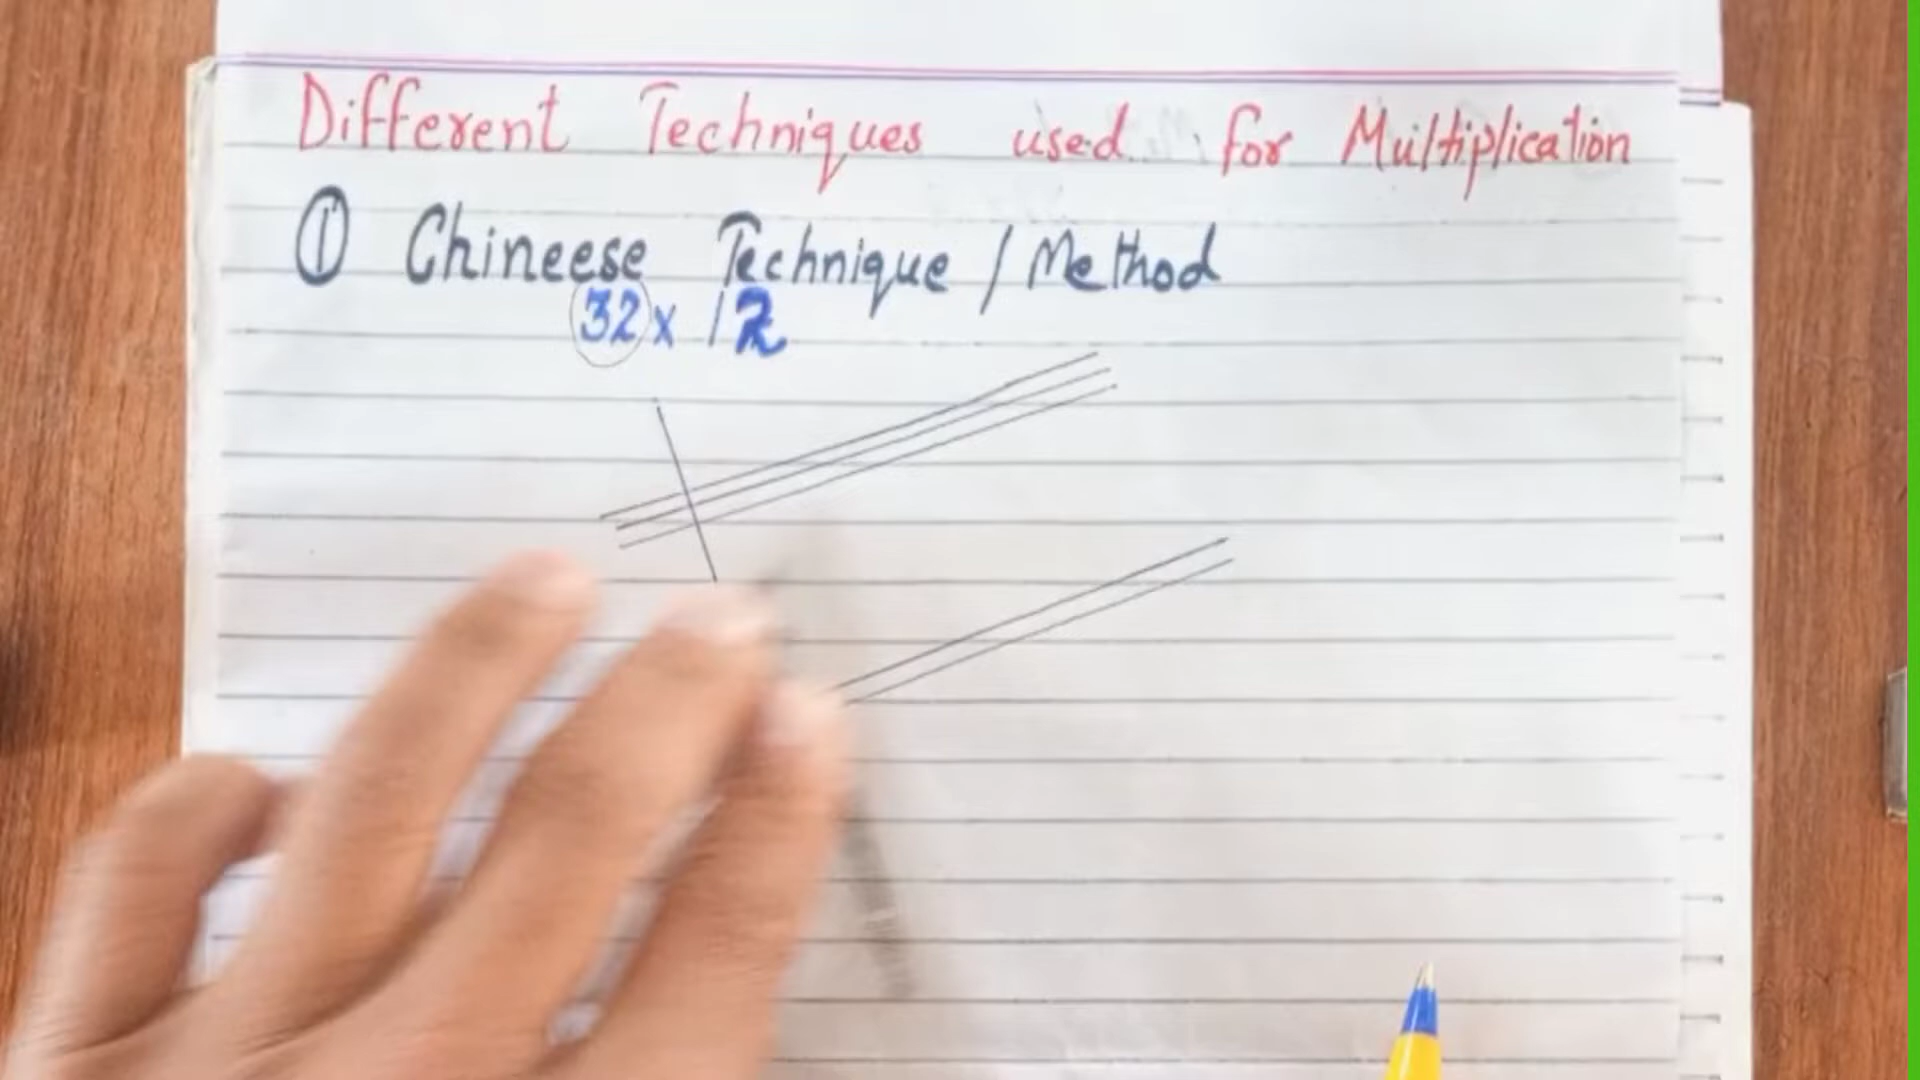 Different Techniques used for Multiplication
① Chineese Technique / Method
32 x 12